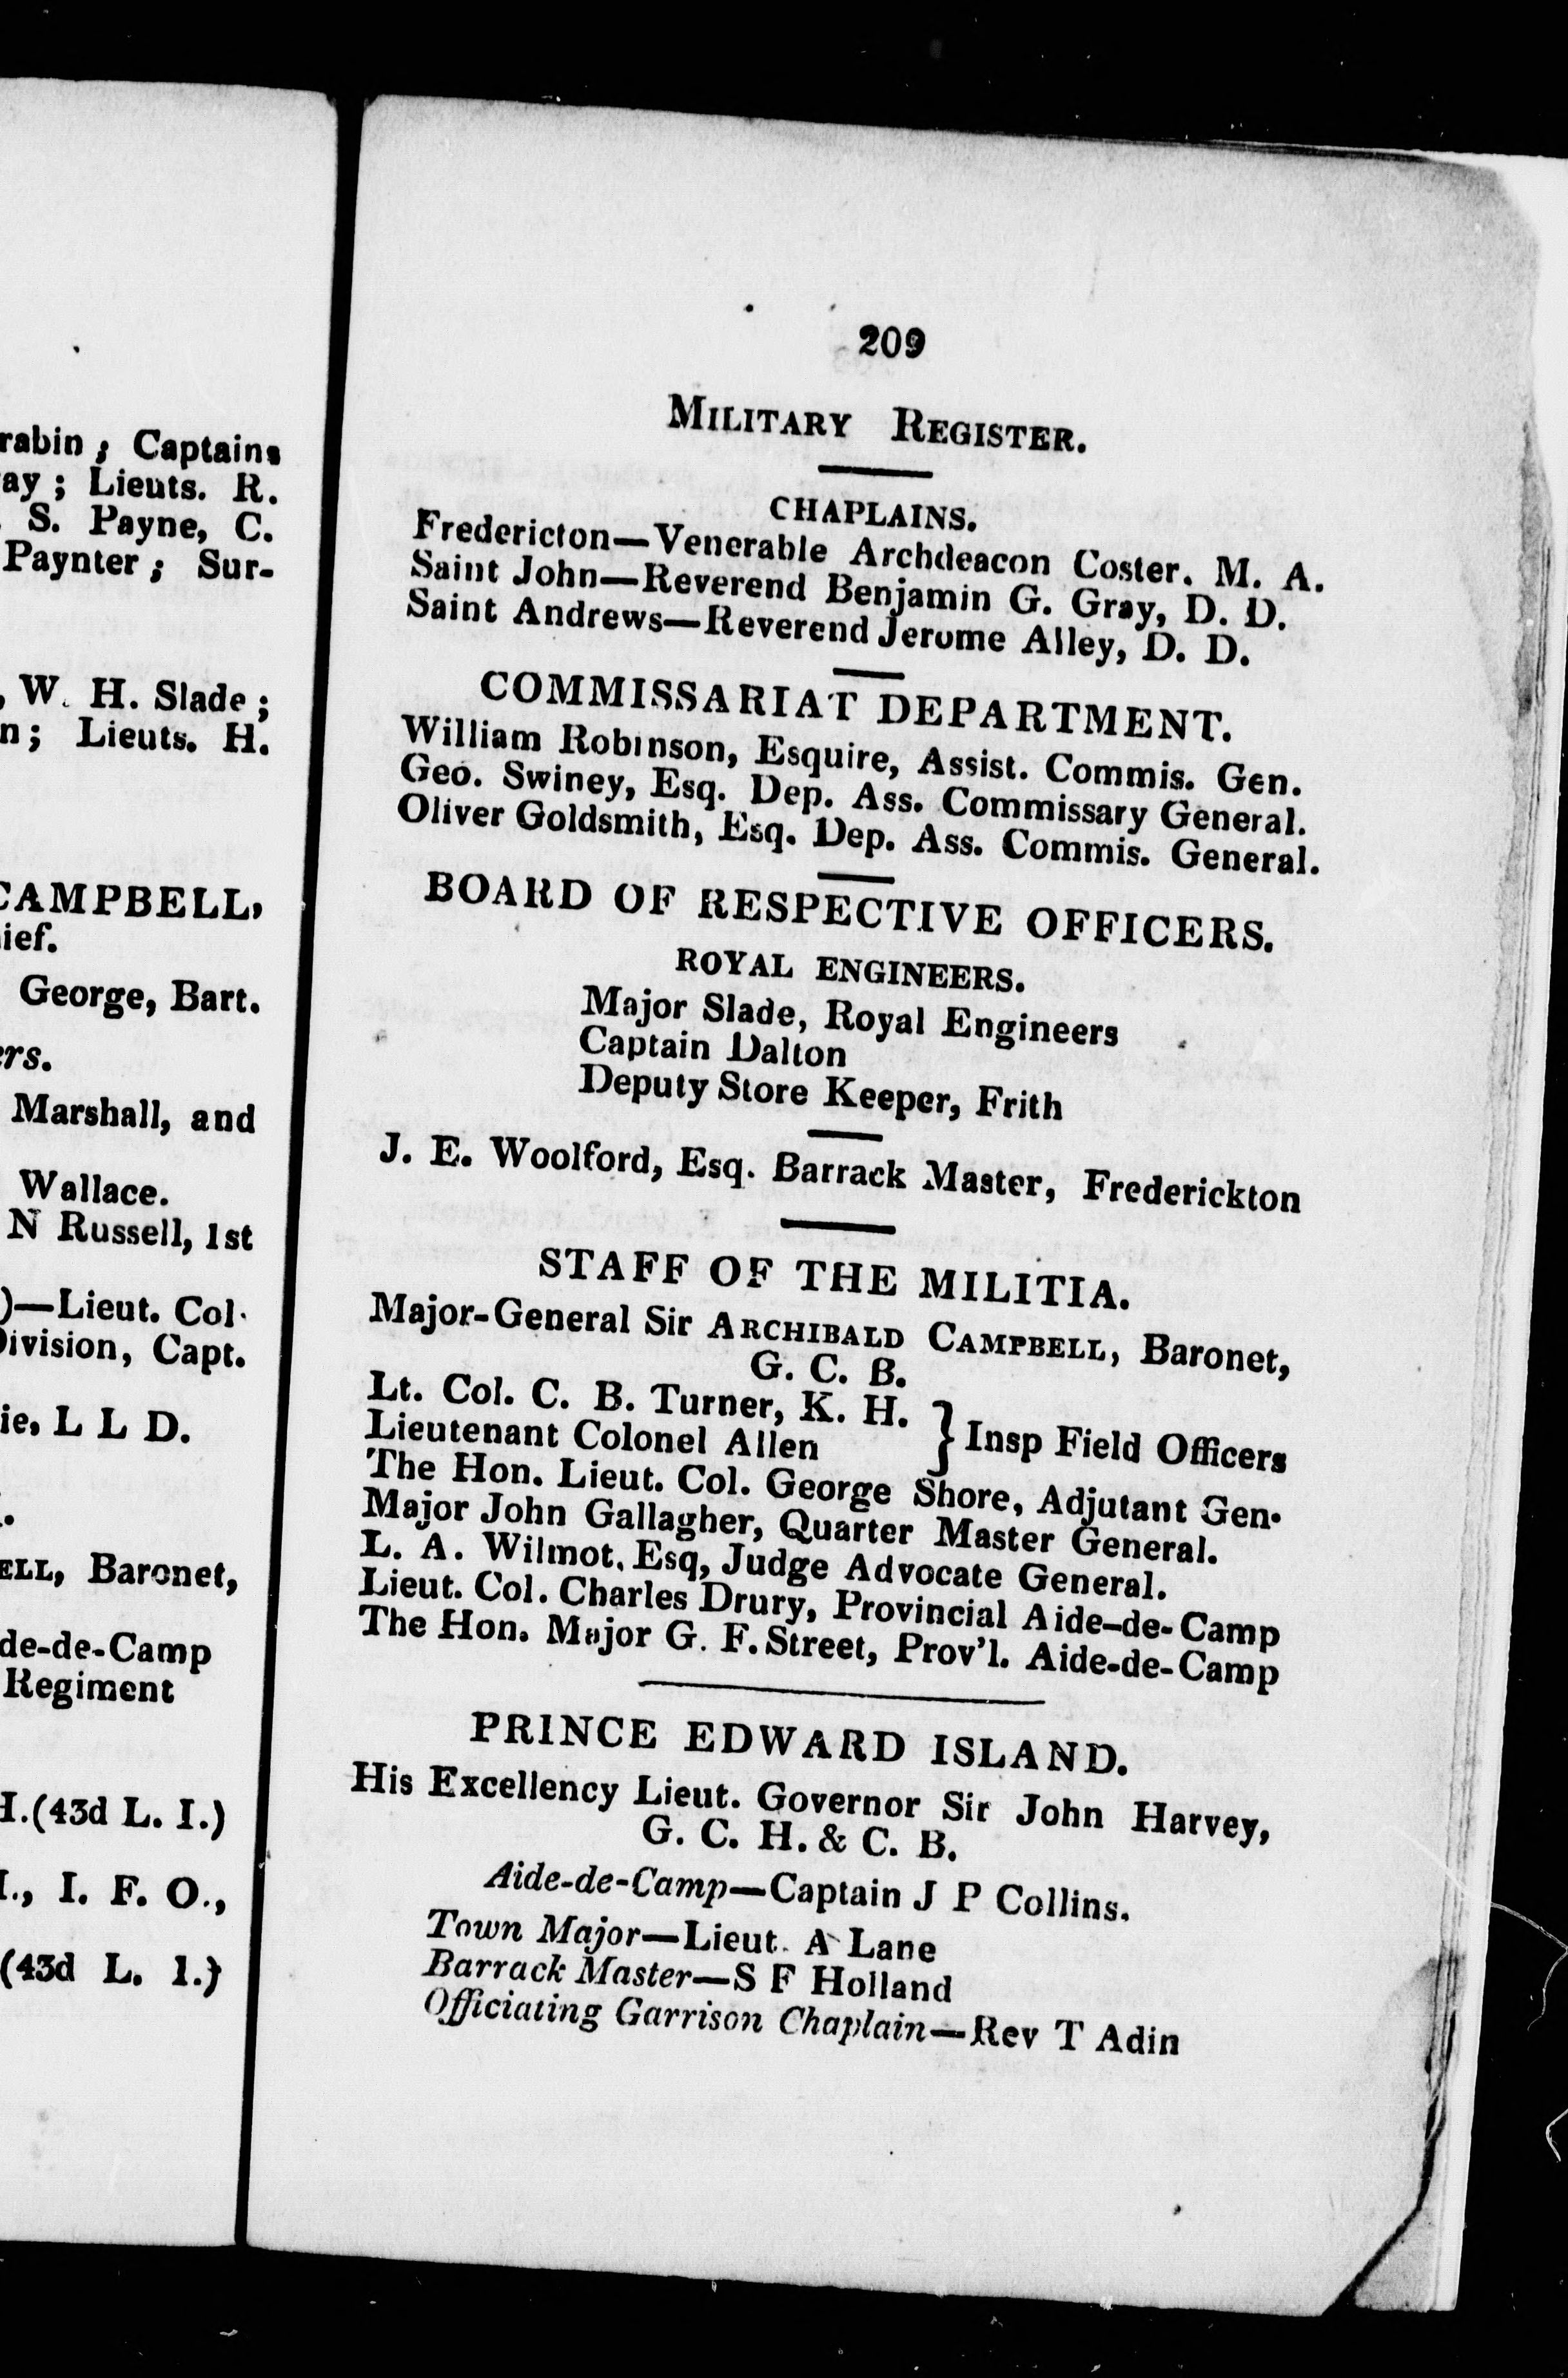 rabin ; Captains
ay ; Lieuts. R.
S. Payne, C.
Paynter ; Sur-
, W. H. Slade ;
n; Lieuts. H.
CAMPBELL,
ief.
George, Bart.
rs.
Marshall, and
Wallace.
N Russell, 1st
)—Lieut. Col.
Division, Capt.
ie, L L D.
ELL, Baronet,
de-de-Camp
Regiment
I.(43d L. I.)
I., I. F. O.,
(43d L. I.)
209
MILITARY REGISTER.
CHAPLAINS.
Fredericton—Venerable Archdeacon Coster. M. A.
Saint John—Reverend Benjamin G. Gray, D. D.
Saint Andrews—Reverend Jerome Alley, D. D.
COMMISSARIAT DEPARTMENT.
William Robinson, Esquire, Assist. Commis. Gen.
Geo. Swiney, Esq. Dep. Ass. Commissary General.
Oliver Goldsmith, Esq. Dep. Ass. Commis. General.
BOARD OF RESPECTIVE OFFICERS.
ROYAL ENGINEERS.
Major Slade, Royal Engineers
Captain Dalton
Deputy Store Keeper, Frith
J. E. Woolford, Esq. Barrack Master, Frederickton
STAFF OF THE MILITIA.
Major-General Sir ARCHIBALD CAMPBELL, Baronet,
G. C. B.
Lt. Col. C. B. Turner, K. H.
Lieutenant Colonel Allen } Insp Field Officers
The Hon. Lieut. Col. George Shore, Adjutant Gen.
Major John Gallagher, Quarter Master General.
L. A. Wilmot, Esq, Judge Advocate General.
Lieut. Col. Charles Drury, Provincial Aide-de-Camp
The Hon. Major G. F. Street, Prov'l. Aide-de-Camp
PRINCE EDWARD ISLAND.
His Excellency Lieut. Governor Sir John Harvey,
G. C. H. & C. B.
Aide-de-Camp—Captain J P Collins.
Town Major—Lieut. A Lane
Barrack Master—S F Holland
Officiating Garrison Chaplain—Rev T Adin